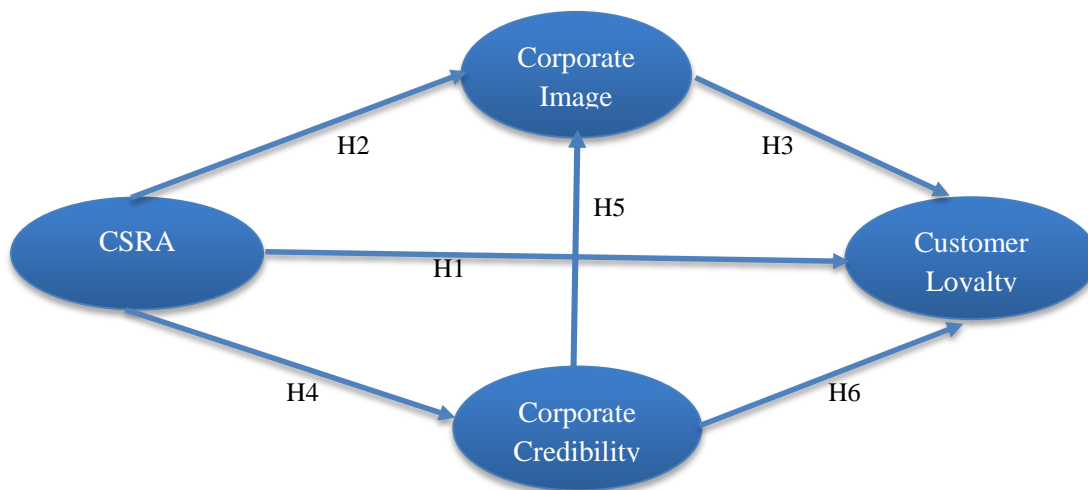 Corporate
Image
H2
H3
H5
CSRA
Customer
Loyalty
H1
H4
H6
Corporate
Credibility